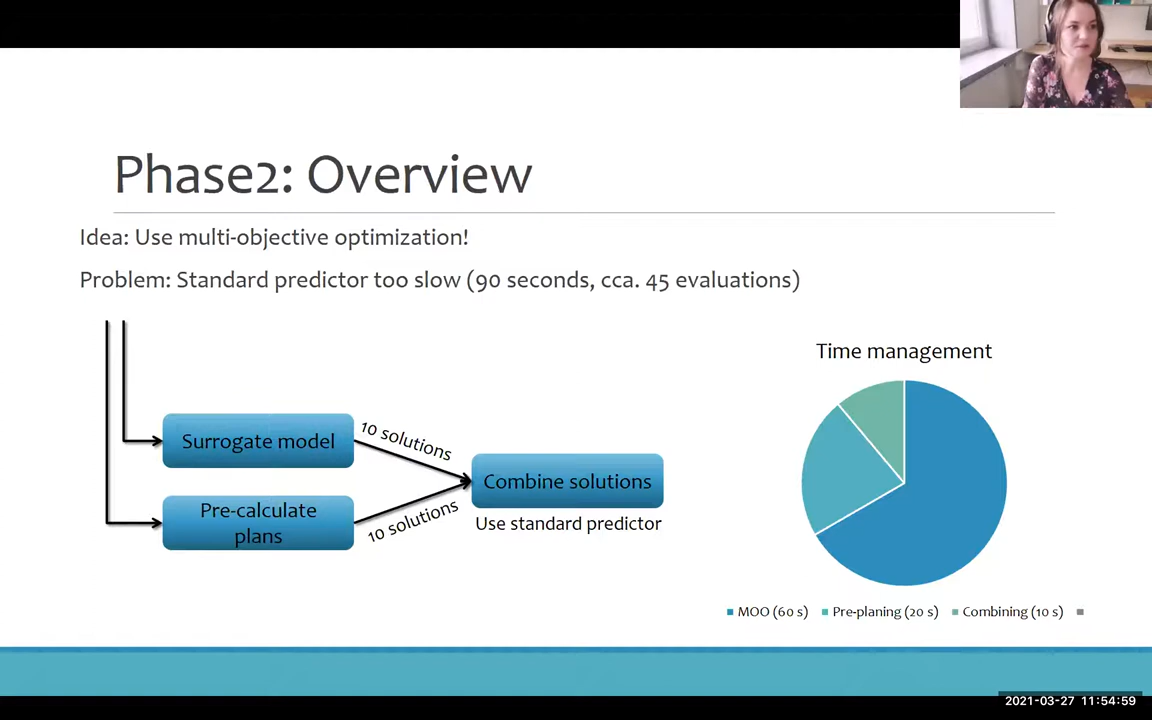 Phase2: Overview
Idea: Use multi-objective optimization!
Problem: Standard predictor too slow (90 seconds, cca. 45 evaluations)
Surrogate model
10 solutions
Pre-calculate
plans
10 solutions
Combine solutions
Use standard predictor
Time management
MOO (60 s)
Pre-planing (20 s)
Combining (10 s)
2021-03-27 11:54:59